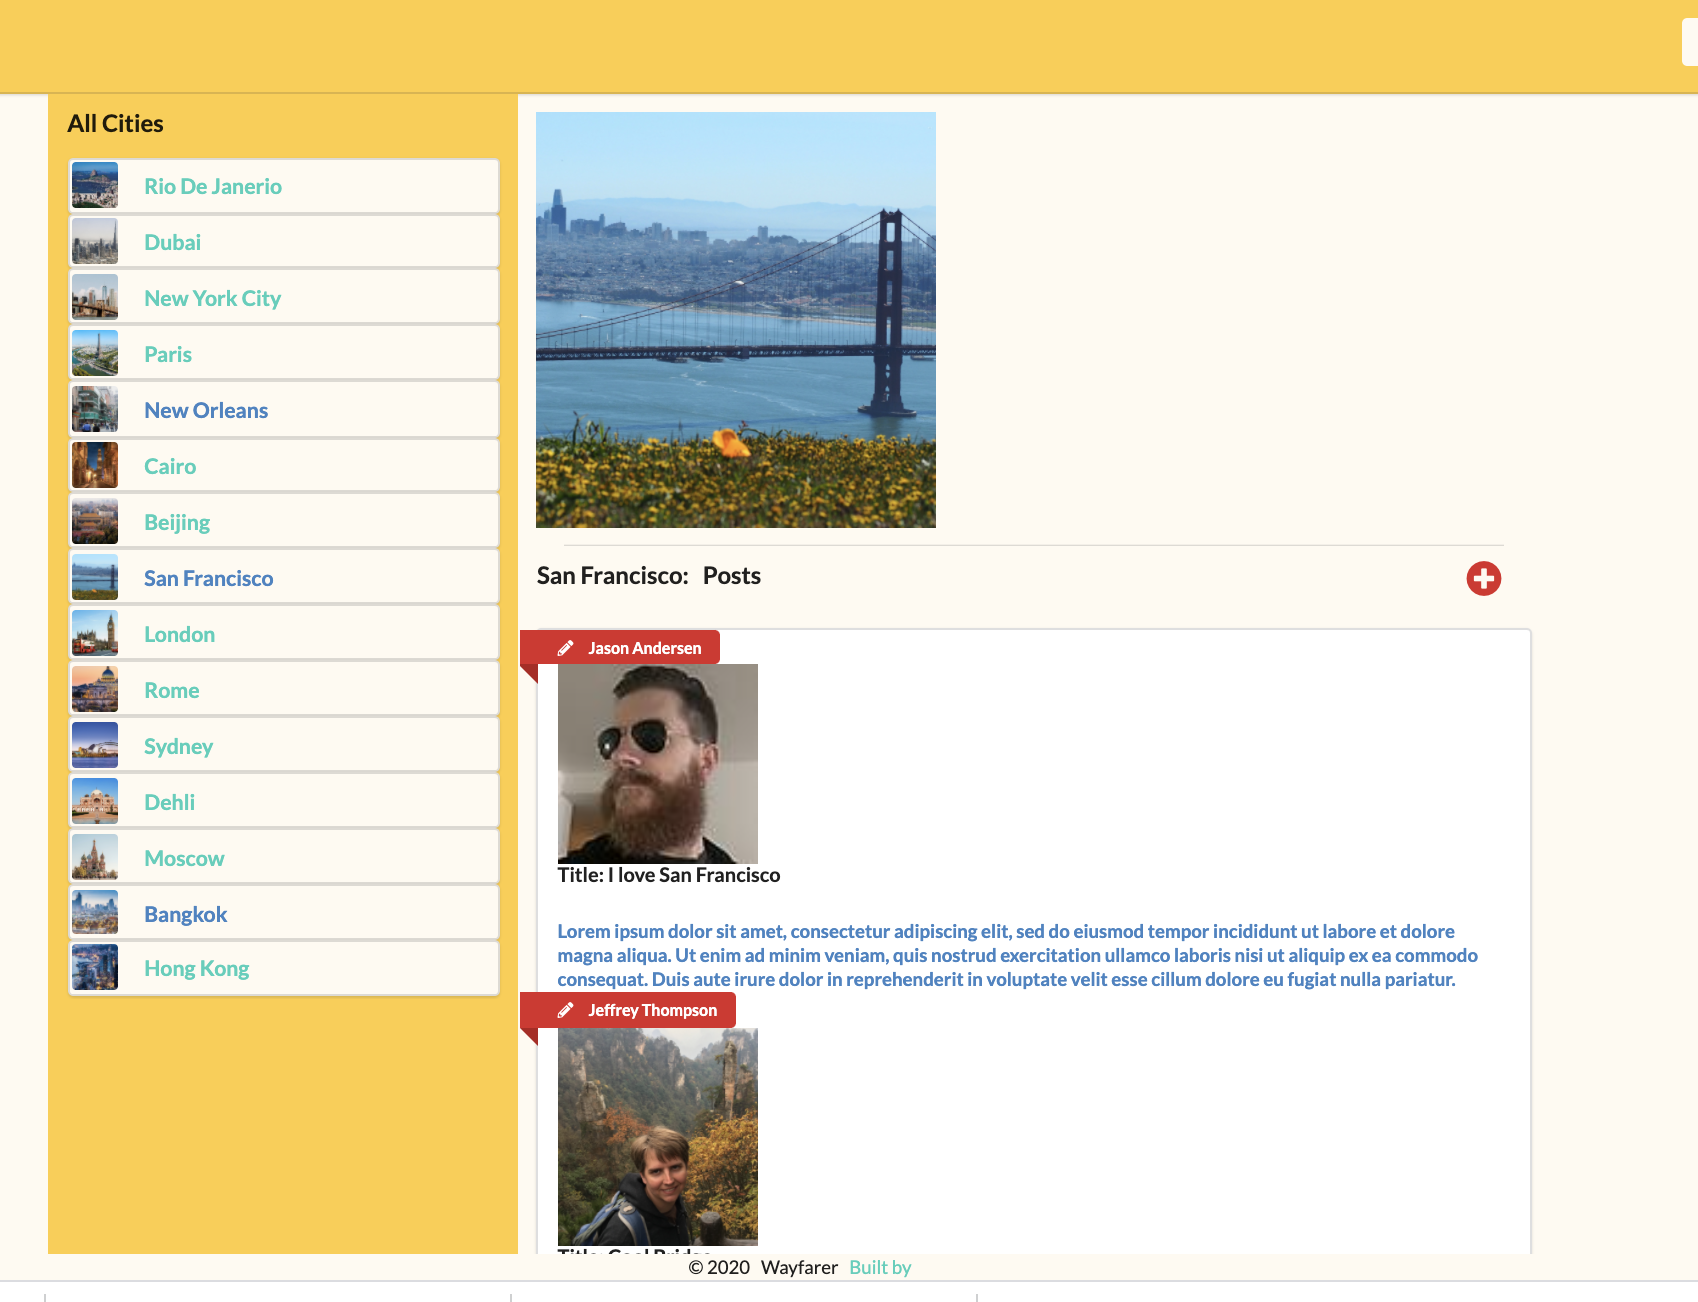 All Cities
Rio De Janerio
Dubai
New York City
Paris
New Orleans
Cairo
Beijing
San Francisco
London
Rome
Sydney
Dehli
Moscow
Bangkok
Hong Kong
San Francisco: Posts
Jason Andersen
Title: I love San Francisco
Lorem ipsum dolor sit amet, consectetur adipiscing elit, sed do eiusmod tempor incididunt ut labore et dolore
magna aliqua. Ut enim ad minim veniam, quis nostrud exercitation ullamco laboris nisi ut aliquip ex ea commodo
consequat. Duis aute irure dolor in reprehenderit in voluptate velit esse cillum dolore eu fugiat nulla pariatur.
Jeffrey Thompson
Title: Cool Bridge
© 2020 Wayfarer Built by